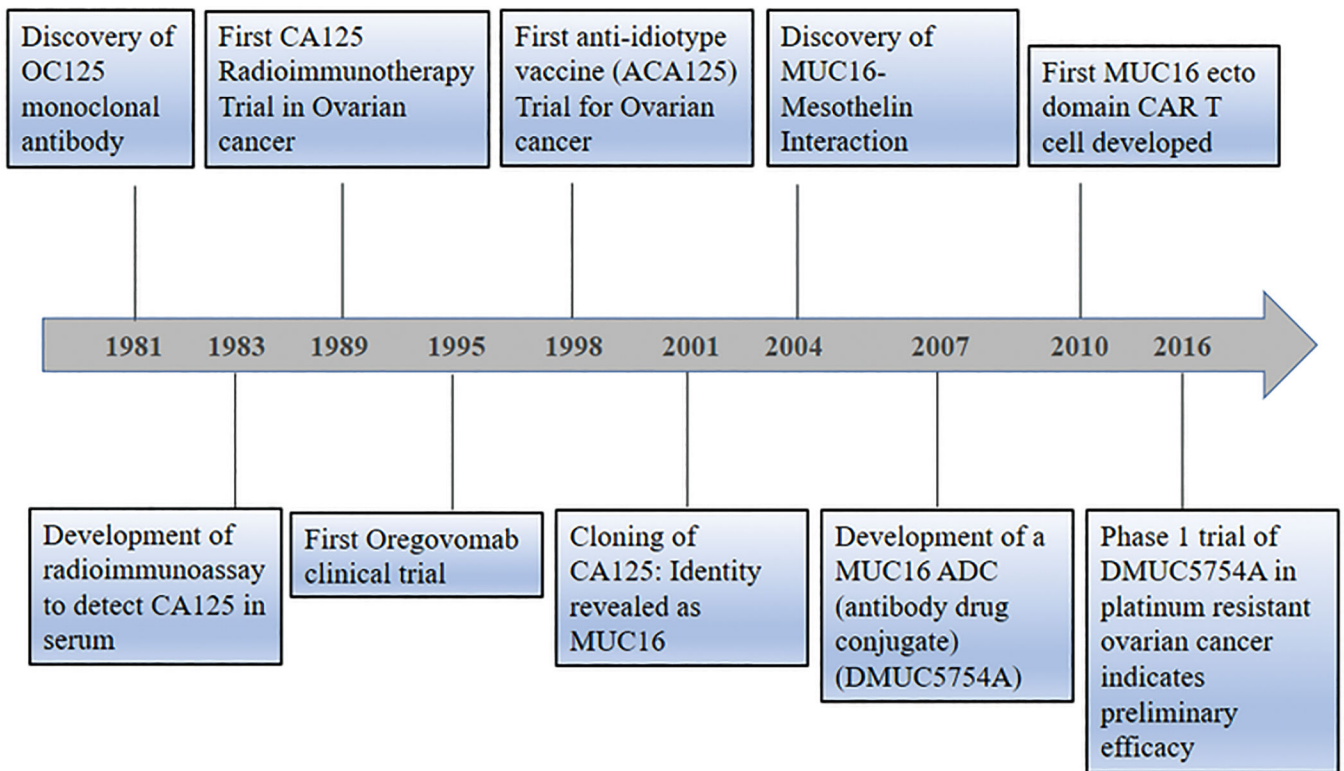 Discovery of
OC125
monoclonal
antibody
First CA125
Radioimmunotherapy
Trial in Ovarian
cancer
First anti-idiotype
vaccine (ACA125)
Trial for Ovarian
cancer
Discovery of
MUC16-
Mesothelin
Interaction
First MUC16 ecto
domain CAR T
cell developed
1981 1983 1989 1995 1998 2001 2004 2007 2010 2016
Development of
radioimmunoassay
to detect CA125 in
serum
First Oregovomab
clinical trial
Cloning of
CA125: Identity
revealed as
MUC16
Development of a
MUC16 ADC
(antibody drug
conjugate)
(DMUC5754A)
Phase 1 trial of
DMUC5754A in
platinum resistant
ovarian cancer
indicates
preliminary
efficacy